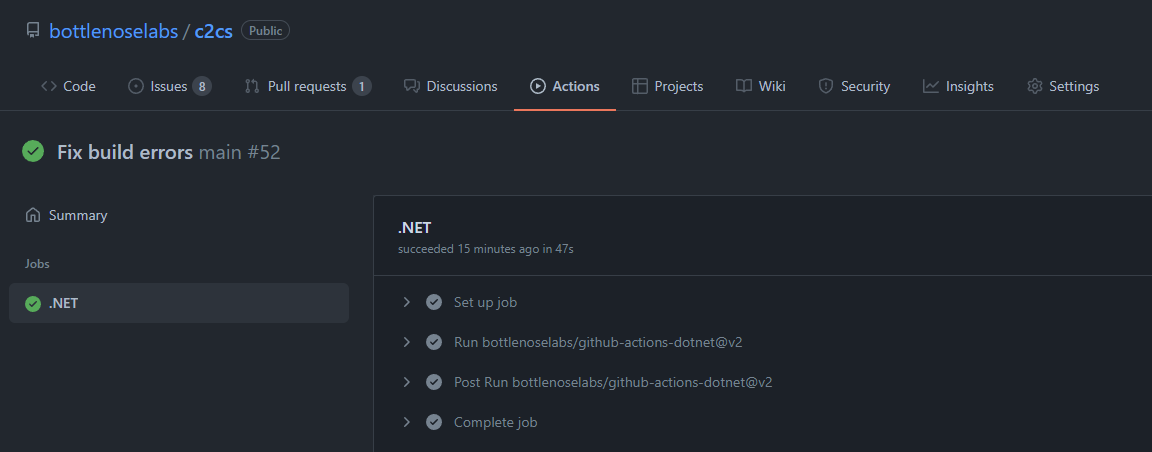 bottlenoselabs / c2cs Public
Code Issues 8 Pull requests 1 Discussions Actions Projects Wiki Security Insights Settings
Fix build errors main #52
Summary
Jobs
.NET
.NET
succeeded 15 minutes ago in 47s
Set up job
Run bottlenoselabs/github-actions-dotnet@v2
Post Run bottlenoselabs/github-actions-dotnet@v2
Complete job